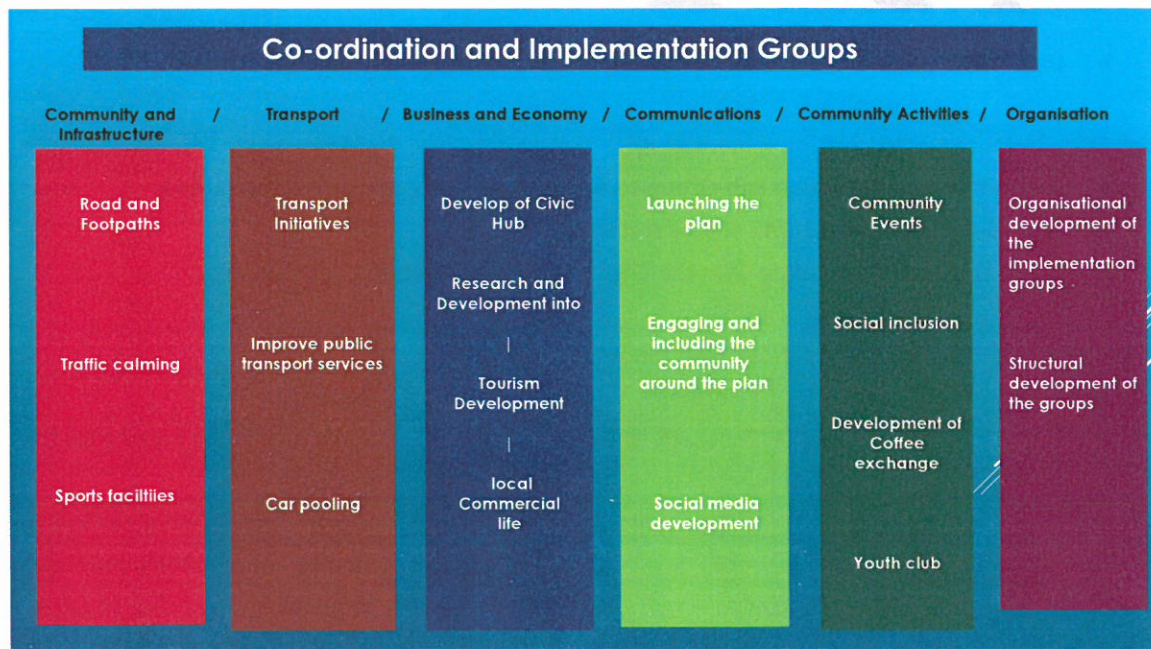 Co-ordination and Implementation Groups
Community and / Transport / Business and Economy / Communications / Community Activities / Organisation
Infrastructure
Road and
Footpaths
Traffic calming
Sports faciltiies
Transport
Initiatives
Improve public
transport services
Car pooling
Develop of Civic
Hub
Research and
Development into
|
Tourism
Development
|
local
Commercial
life
Launching the
plan
Engaging and
including the
community
around the plan
Social media
development
Community
Events
Social inclusion
Development of
Coffee
exchange
Youth club
Organisational
development of
the
implementation
groups
Structural
development of
the groups